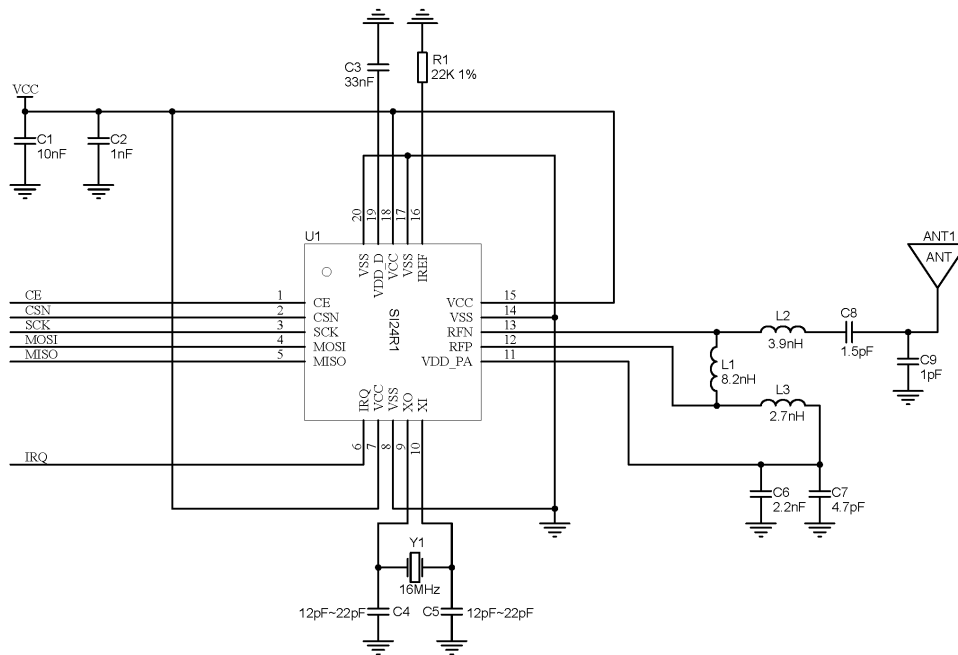 C3
33nF
R1
22K 1%
VCC
C1
10nF
C2
1nF
20
19
18
17
16
U1
VSS
VDD_D
VCC
VSS
IREF
ANT1
ANT
CE
1
CE
VCC
15
CSN
2
CSN
VSS
14
SCK
3
SCK
RFN
13
MOSI
4
MOSI
RFP
12
MISO
5
MISO
VDD_PA
11
SI24R1
L2
3.9nH
C8
1.5pF
L1
8.2nH
C9
1pF
L3
2.7nH
IRQ
VCC
VSS
XO
XI
6
7
8
9
10
IRQ
C6
2.2nF
C7
4.7pF
Y1
16MHz
12pF~22pF
C4
C5
12pF~22pF